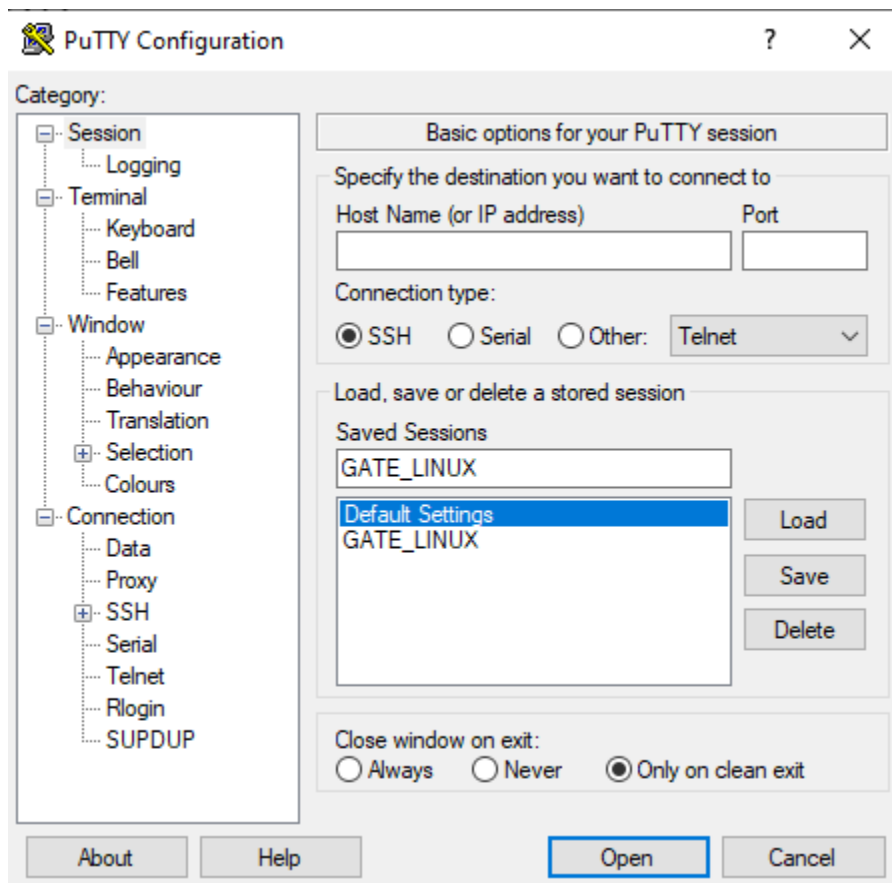 PuTTY Configuration
?
Category:
Session
Logging
Terminal
Keyboard
Bell
Features
Window
Appearance
Behaviour
Translation
Selection
Colours
Connection
Data
Proxy
SSH
Serial
Telnet
Rlogin
SUPDUP
Basic options for your PuTTY session
Specify the destination you want to connect to
Host Name (or IP address) Port
Connection type:
SSH Serial Other: Telnet
Load, save or delete a stored session
Saved Sessions
GATE_LINUX
Default Settings
GATE_LINUX
Load
Save
Delete
Close window on exit:
Always Never Only on clean exit
About Help Open Cancel